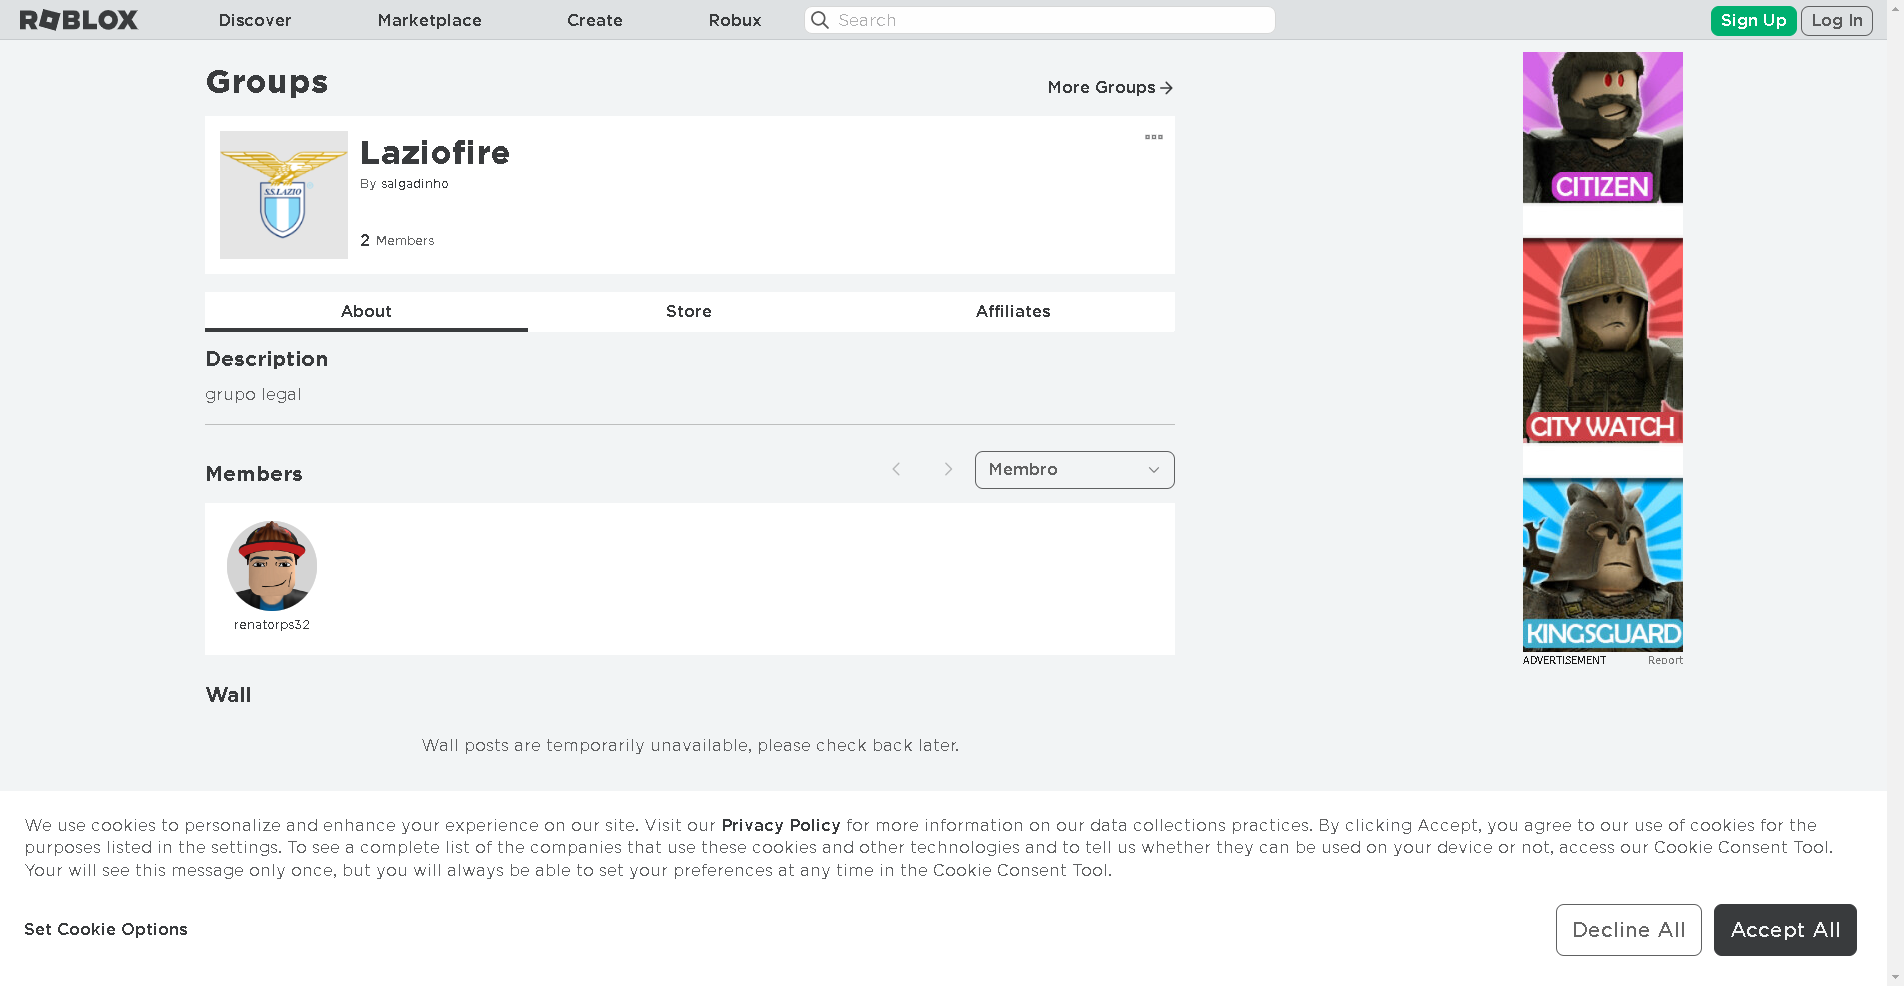 ROBLOX Discover Marketplace Create Robux Search Sign Up Log In
Groups
More Groups
S.S.LAZIO
Laziofire
By salgadinho
2 Members
About Store Affiliates
Description
grupo legal
Members
Membro
renatorps32
Wall
Wall posts are temporarily unavailable, please check back later.
CITIZEN
CITY WATCH
KINGSGUARD
ADVERTISEMENT Report
We use cookies to personalize and enhance your experience on our site. Visit our Privacy Policy for more information on our data collections practices. By clicking Accept, you agree to our use of cookies for the
purposes listed in the settings. To see a complete list of the companies that use these cookies and other technologies and to tell us whether they can be used on your device or not, access our Cookie Consent Tool.
Your will see this message only once, but you will always be able to set your preferences at any time in the Cookie Consent Tool.
Set Cookie Options
Decline All
Accept All